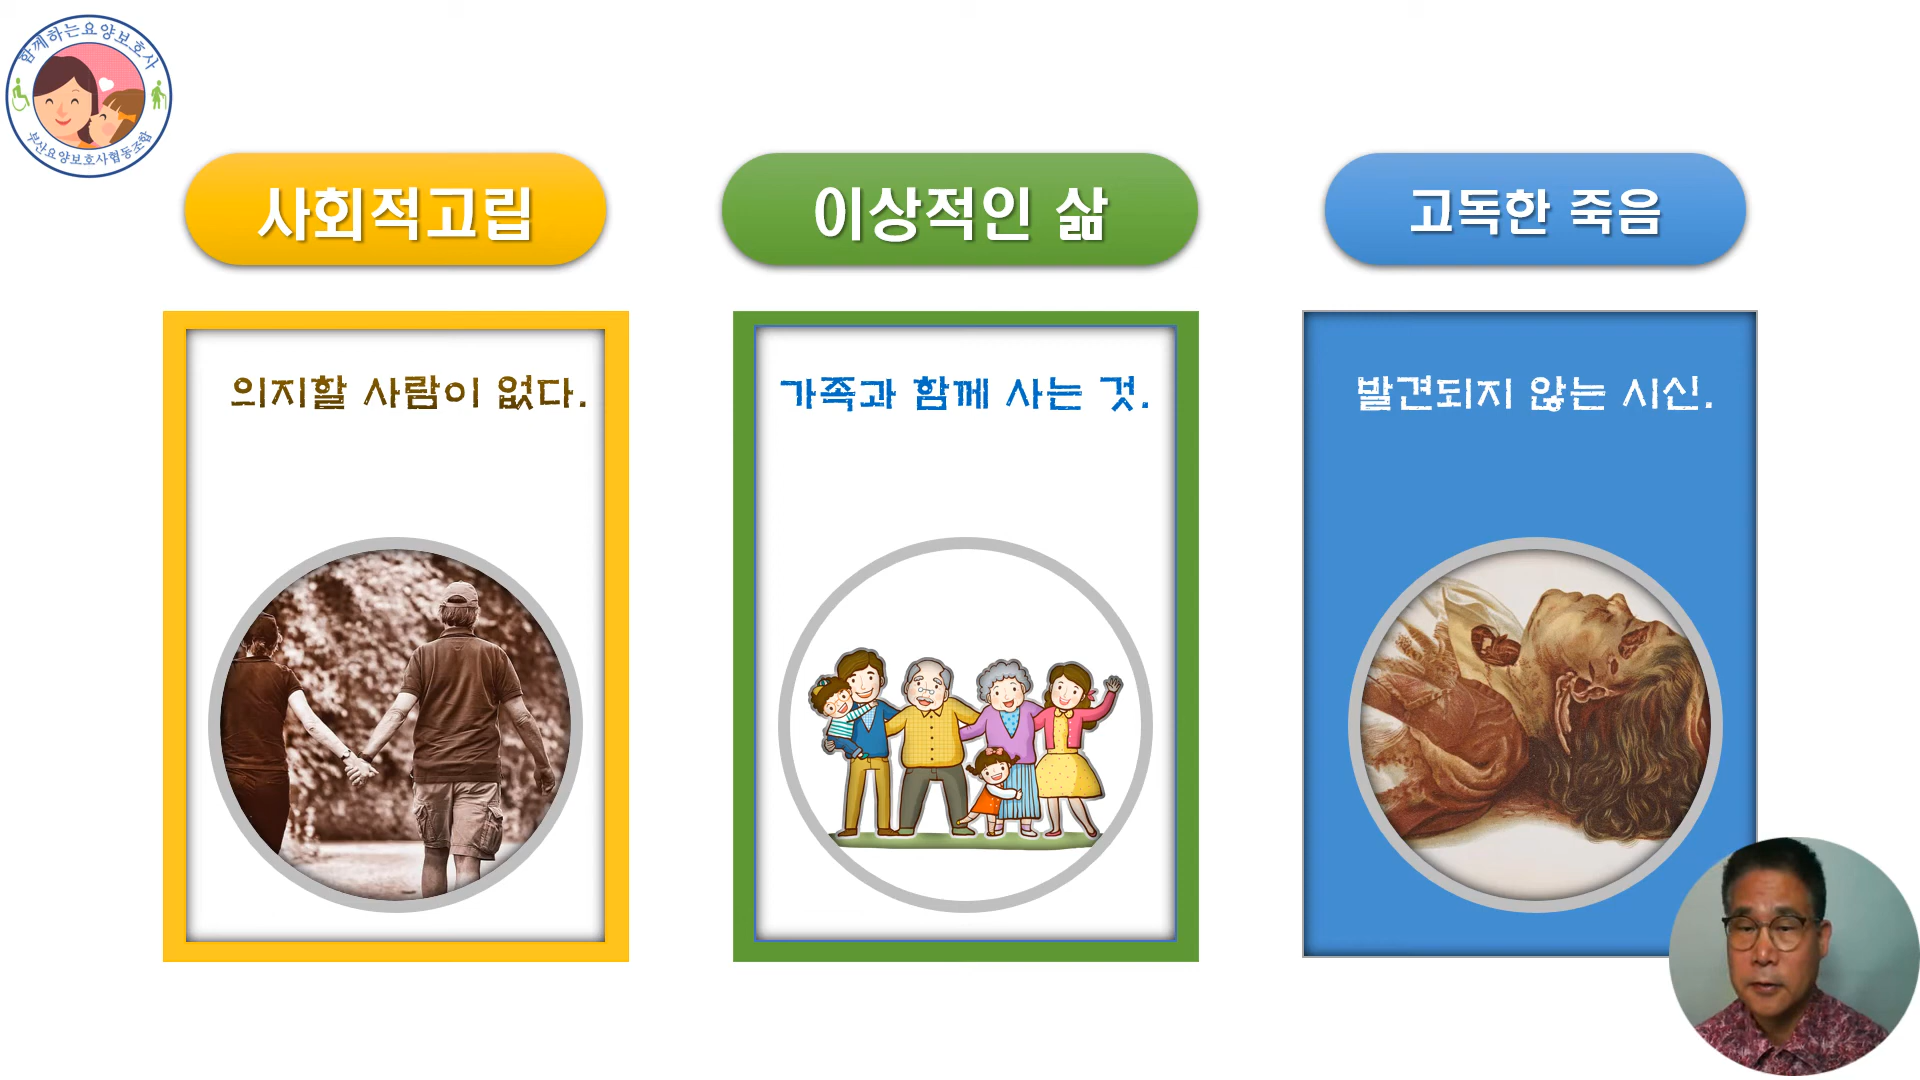 함께하는요양보호사
부산요양보호사협동조합
사회적고립
이상적인 삶
고독한 죽음
의지할 사람이 없다.
가족과 함께 사는 것.
발견되지 않는 시신.